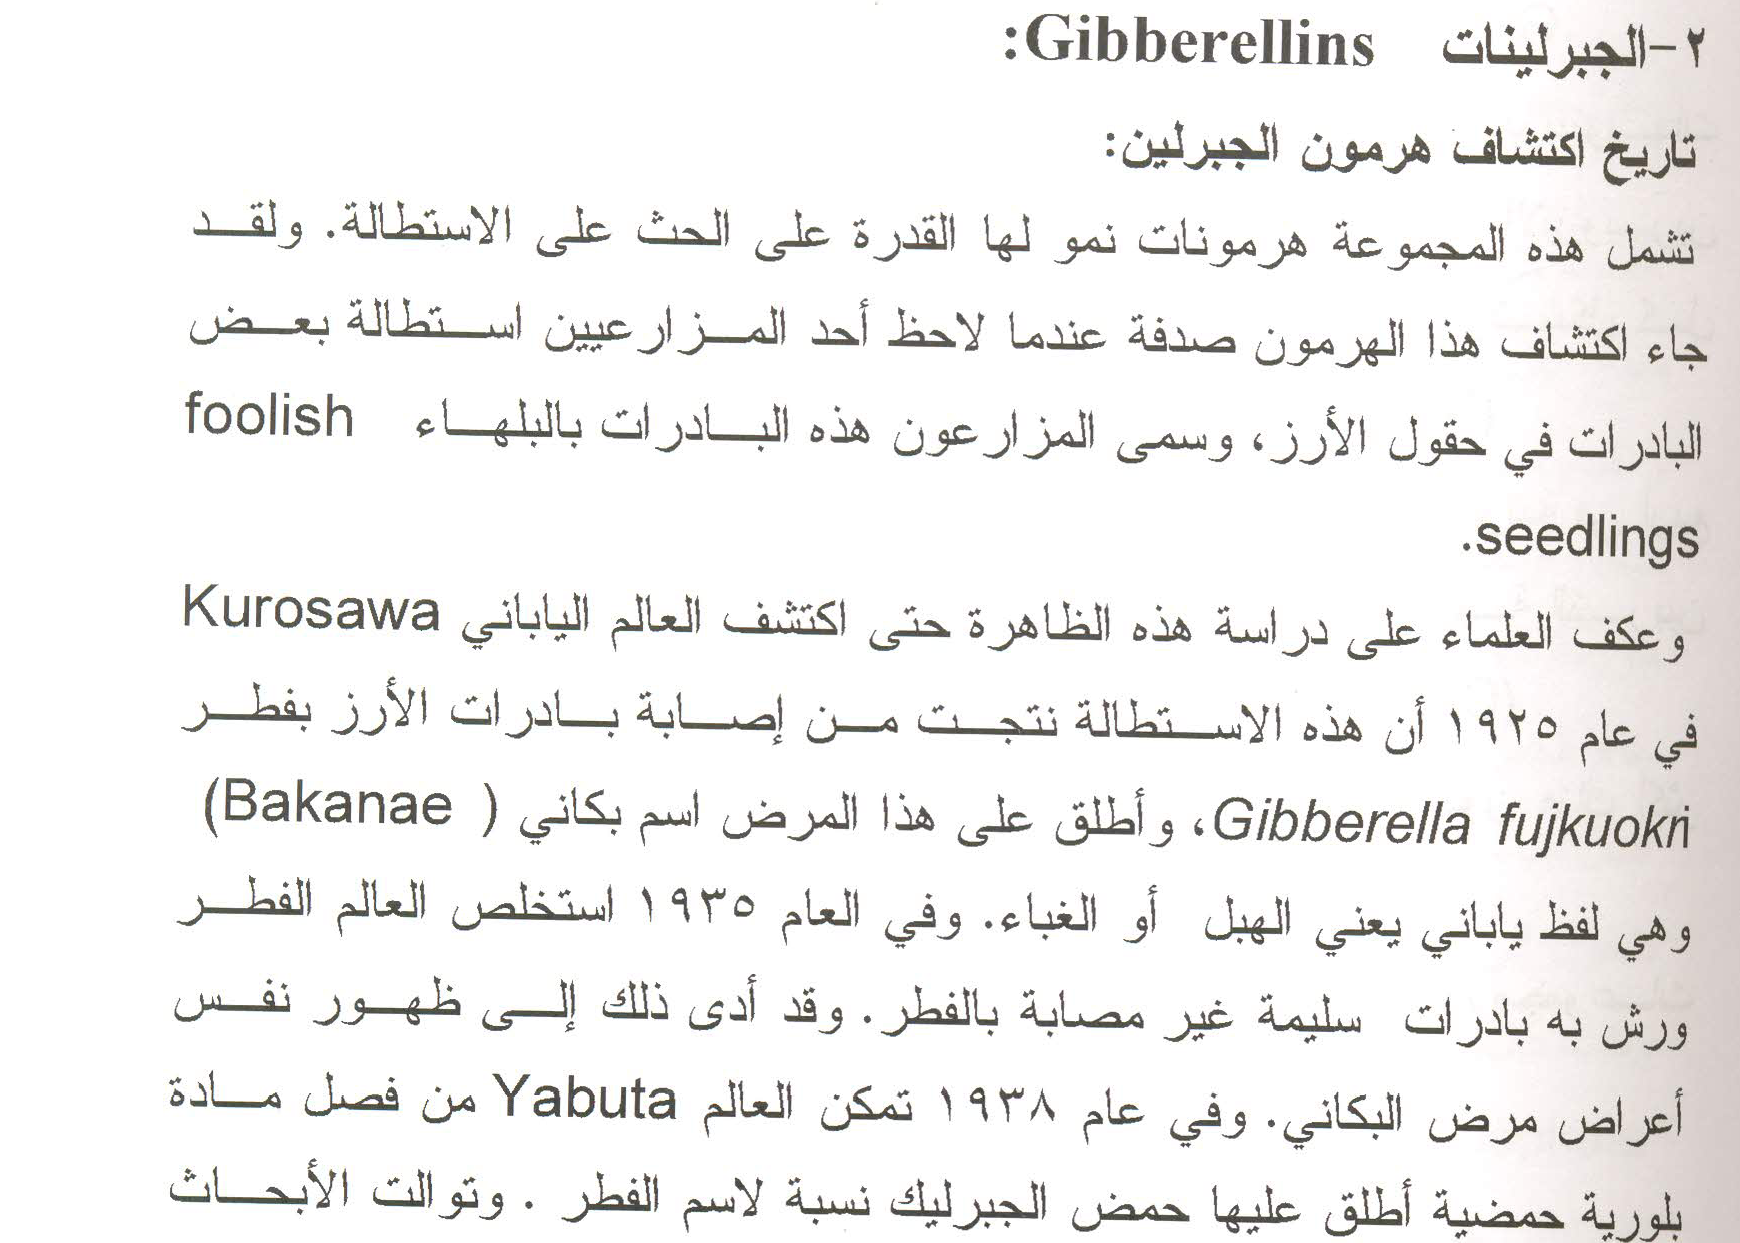 ٢-الجبرلينات Gibberellins:
تاريخ اكتشاف هرمون الجبرلين:
تشمل هذه المجموعة هرمونات نمو لها القدرة على الحث على الاستطالة. ولقد
جاء اكتشاف هذا الهرمون صدفة عندما لاحظ أحد المزارعيين استطالة بعض
البادرات في حقول الأرز، وسمى المزارعون هذه البادرات بالبلهاء foolish
seedlings.
وعكف العلماء على دراسة هذه الظاهرة حتى اكتشف العالم الياباني Kurosawa
في عام ١٩٢٥ أن هذه الاستطالة نتجت من إصابة بادرات الأرز بفطر
Gibberella fujkuokri، وأطلق على هذا المرض اسم بكاني ( Bakanae)
وهي لفظ ياباني يعني الهبل أو الغباء. وفي العام ١٩٣٥ استخلص العالم الفطر
ورش به بادرات سليمة غير مصابة بالفطر. وقد أدى ذلك إلى ظهور نفس
أعراض مرض البكاني. وفي عام ١٩٣٨ تمكن العالم Yabuta من فصل مادة
بلورية حمضية أطلق عليها حمض الجبرليك نسبة لاسم الفطر . وتوالت الأبحاث